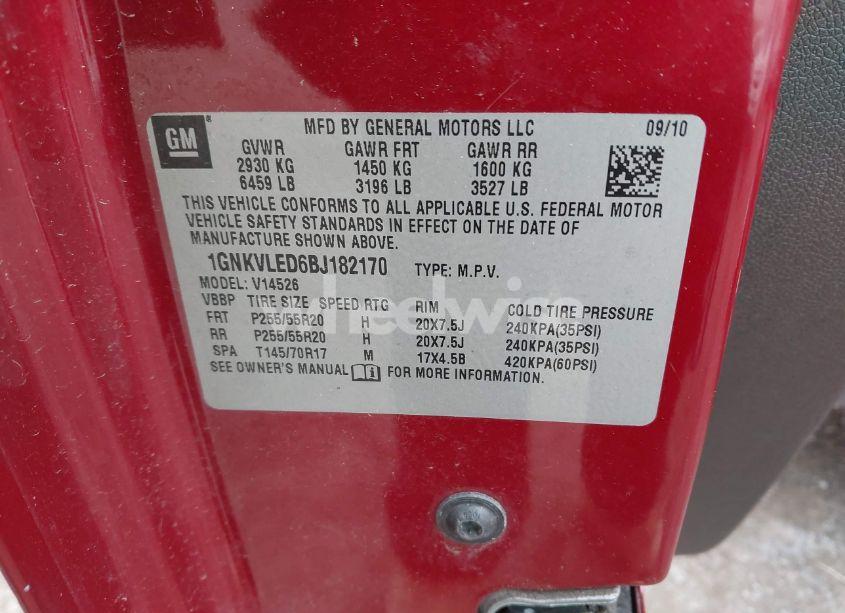 GM
MFD BY GENERAL MOTORS LLC 09/10
GVWR GAWR FRT GAWR RR
2930 KG 1450 KG 1600 KG
6459 LB 3196 LB 3527 LB
THIS VEHICLE CONFORMS TO ALL APPLICABLE U.S. FEDERAL MOTOR
VEHICLE SAFETY STANDARDS IN EFFECT ON THE DATE OF
MANUFACTURE SHOWN ABOVE.
1GNKVLED6BJ182170 TYPE: M.P.V.
MODEL: V14526
VBBP TIRE SIZE SPEED RTG RIM COLD TIRE PRESSURE
FRT P255/55R20 H 20X7.5J 240KPA(35PSI)
RR P255/55R20 H 20X7.5J 240KPA(35PSI)
SPA T145/70R17 M 17X4.5B 420KPA(60PSI)
SEE OWNER'S MANUAL FOR MORE INFORMATION.